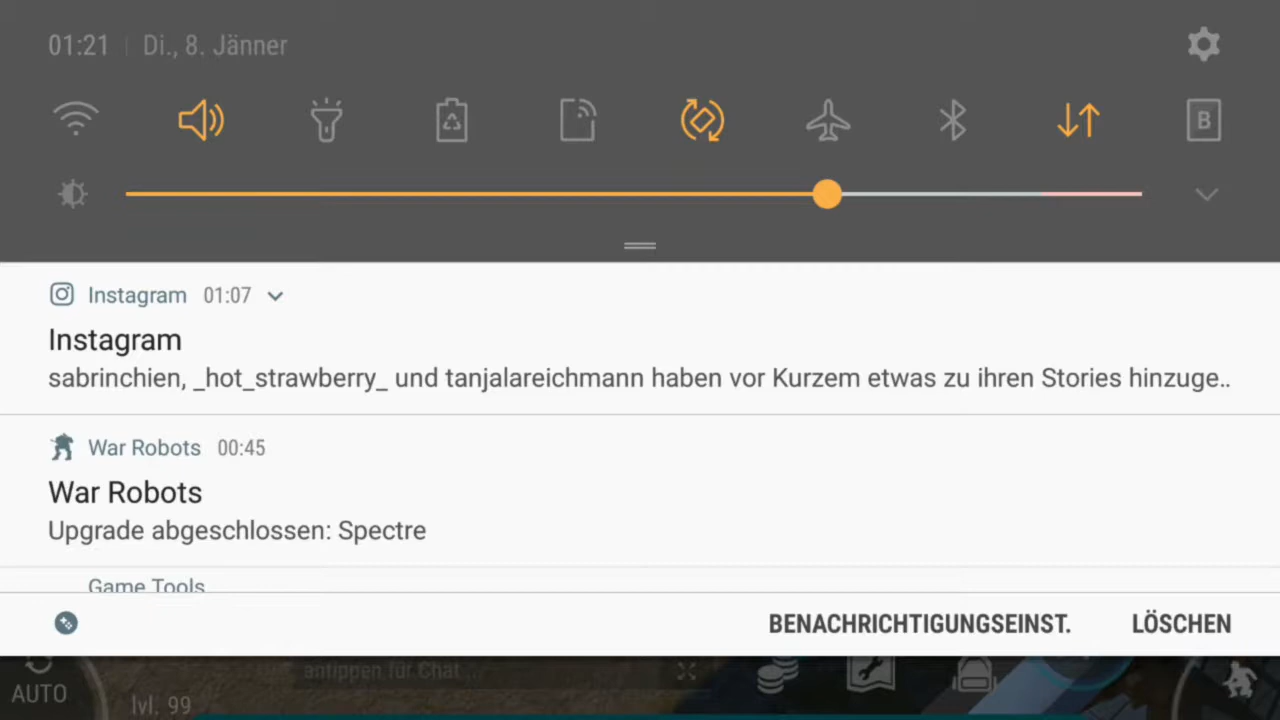 01:21 | Di., 8. Jänner
B
Instagram 01:07
Instagram
sabrinchien, _hot_strawberry_ und tanjalareichmann haben vor Kurzem etwas zu ihren Stories hinzuge..
War Robots 00:45
War Robots
Upgrade abgeschlossen: Spectre
Game Tools
BENACHRICHTIGUNGSEINST. LÖSCHEN
antippen für Chat ...
AUTO
lvl. 99